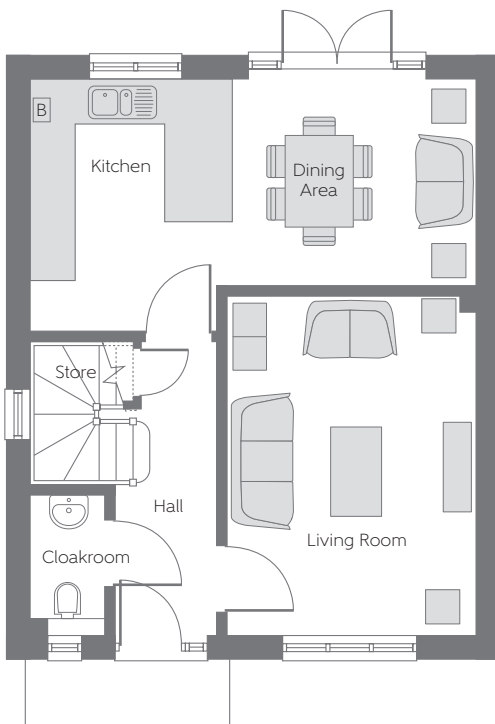 B
Kitchen
Dining
Area
Store
Hall
Living Room
Cloakroom